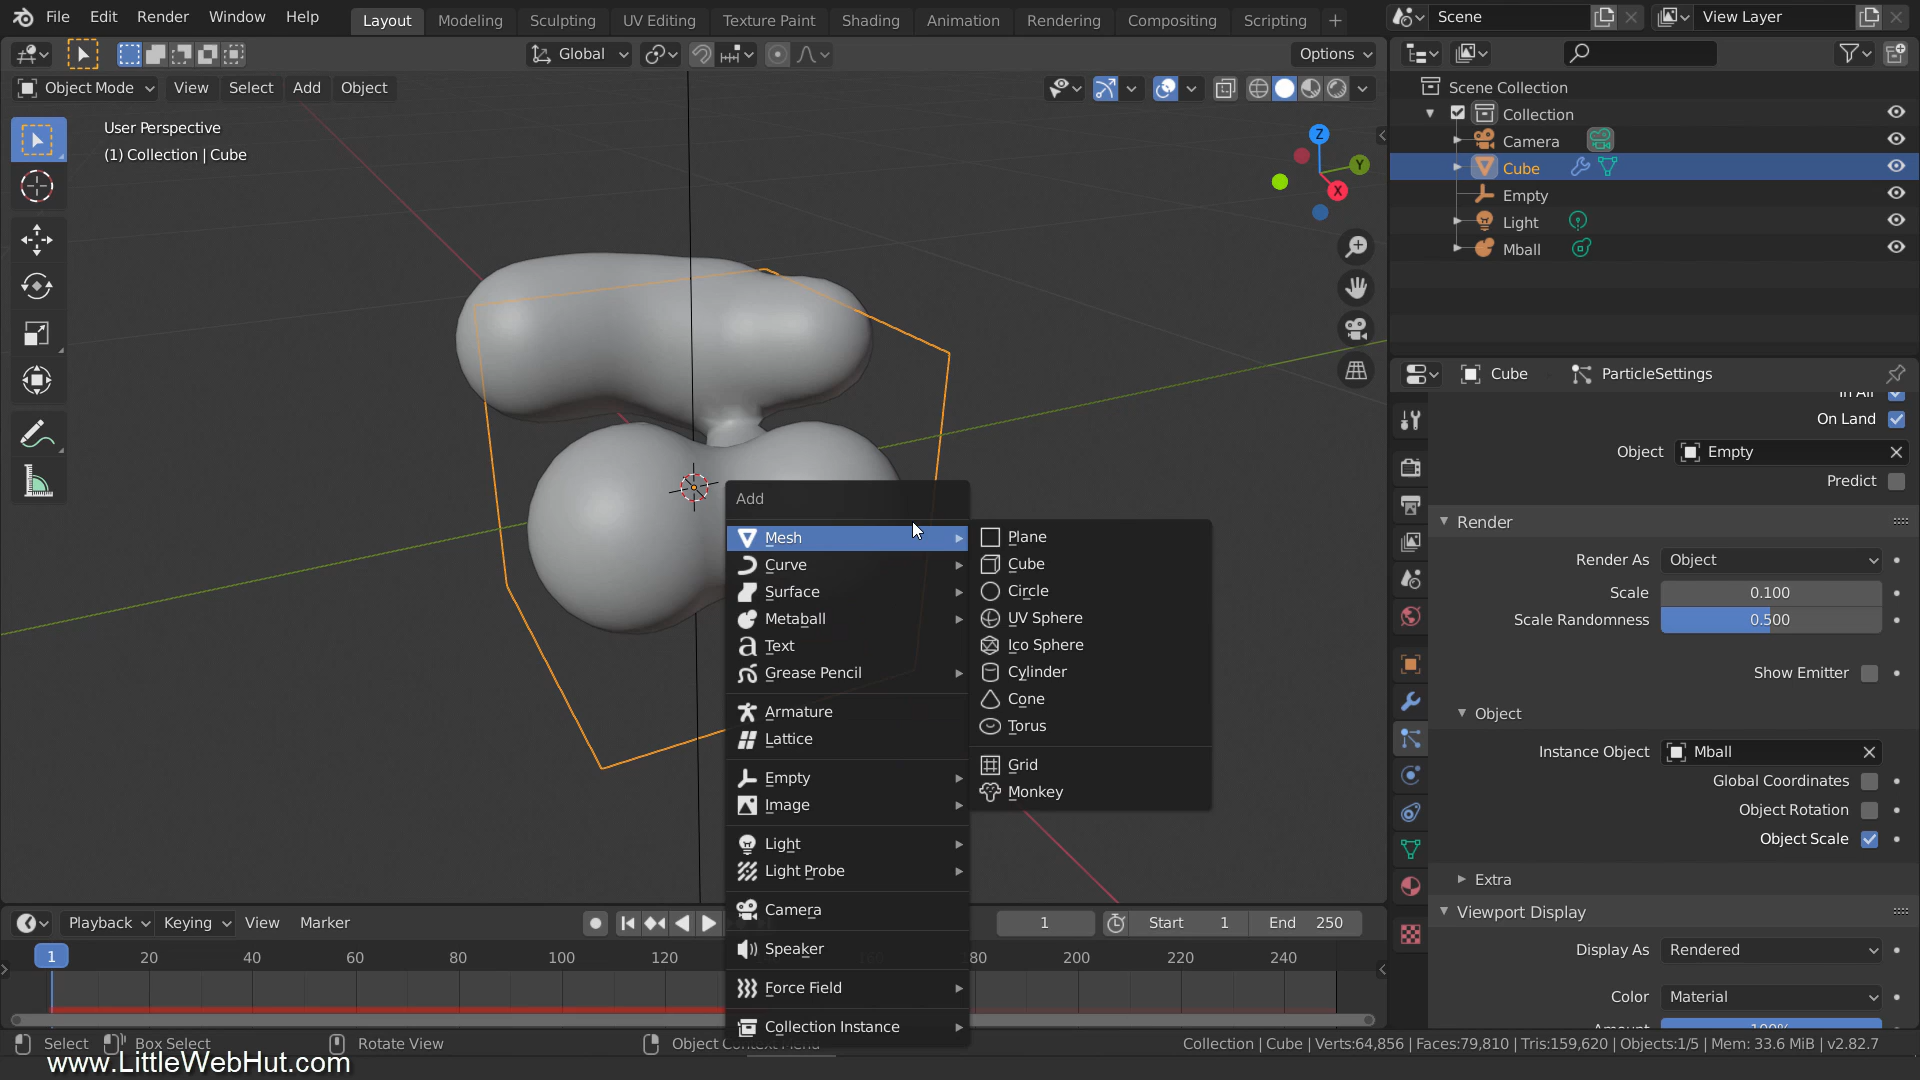 File Edit Render Window Help Layout Modeling Sculpting UV Editing Texture Paint Shading Animation Rendering Compositing Scripting + Scene View Layer
Global Options
Object Mode View Select Add Object
User Perspective
(1) Collection | Cube
Z
Y
X
Scene Collection
Collection
Camera
Cube
Empty
Light
Mball
Cube ParticleSettings
In Air
On Land
Object Empty
Predict
Render
Render As Object
Scale 0.100
Scale Randomness 0.500
Show Emitter
Object
Instance Object Mball
Global Coordinates
Object Rotation
Object Scale
Extra
Viewport Display
Display As Rendered
Color Material
Amount 100%
Add
Mesh
Curve
Surface
Metaball
Text
Grease Pencil
Armature
Lattice
Empty
Image
Light
Light Probe
Camera
Speaker
Force Field
Collection Instance
Plane
Cube
Circle
UV Sphere
Ico Sphere
Cylinder
Cone
Torus
Grid
Monkey
Playback Keying View Marker 1 Start 1 End 250
1 20 40 60 80 100 120 160 80 200 220 240
Select Box Select Rotate View Object Context Menu Collection | Cube | Verts:64,856 | Faces:79,810 | Tris:159,620 | Objects:1/5 | Mem: 33.6 MiB | v2.82.7
www.LittleWebHut.com